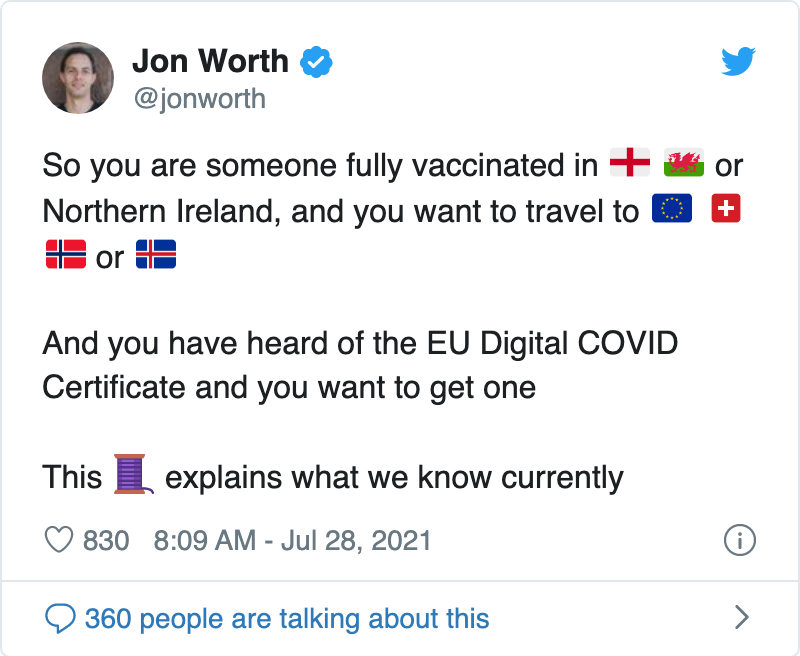 Jon Worth
@jonworth
So you are someone fully vaccinated in 🏴󠁧󠁢󠁥󠁮󠁧󠁿 🏴󠁧󠁢󠁷󠁬󠁳󠁿 or
Northern Ireland, and you want to travel to 🇪🇺 🇨🇭
🇳🇴 or 🇮🇸
And you have heard of the EU Digital COVID
Certificate and you want to get one
This 🧵 explains what we know currently
830 8:09 AM - Jul 28, 2021
360 people are talking about this